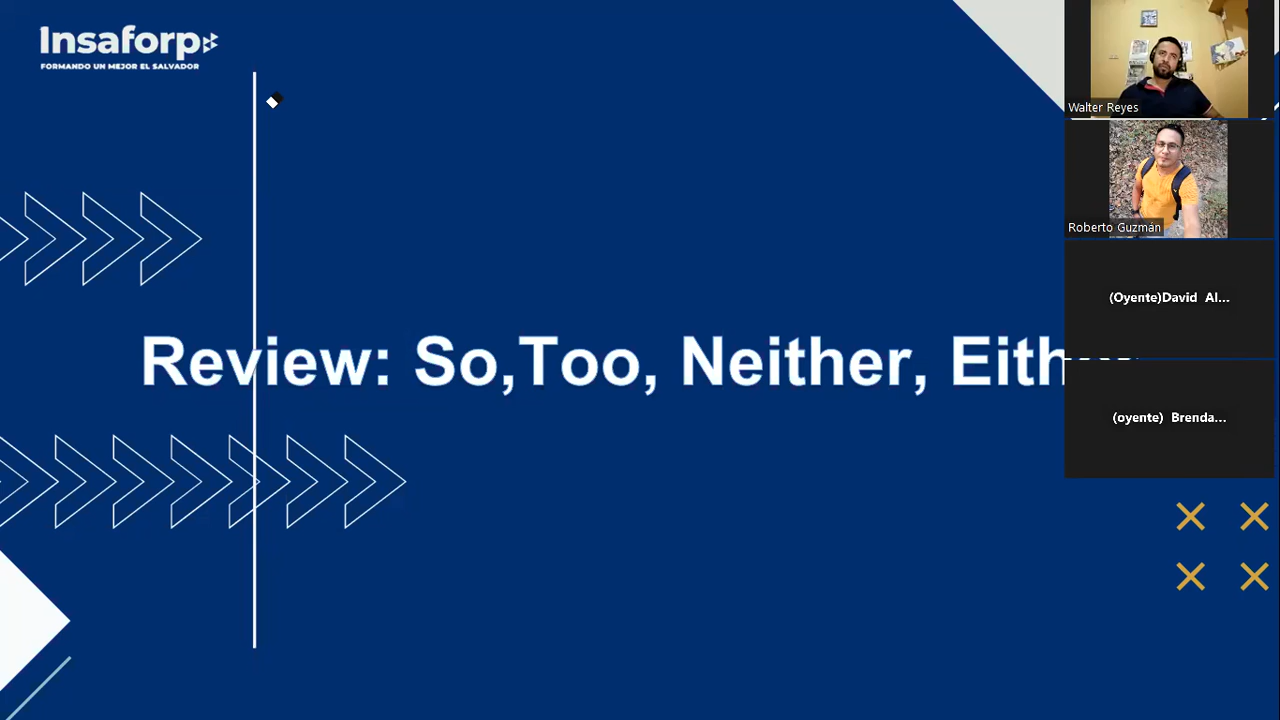 Insaforp
FORMANDO UN MEJOR EL SALVADOR
Review: So,Too, Neither,
Walter Reyes
Roberto Guzmán
(Oyente)David Al...
(oyente) Brenda...